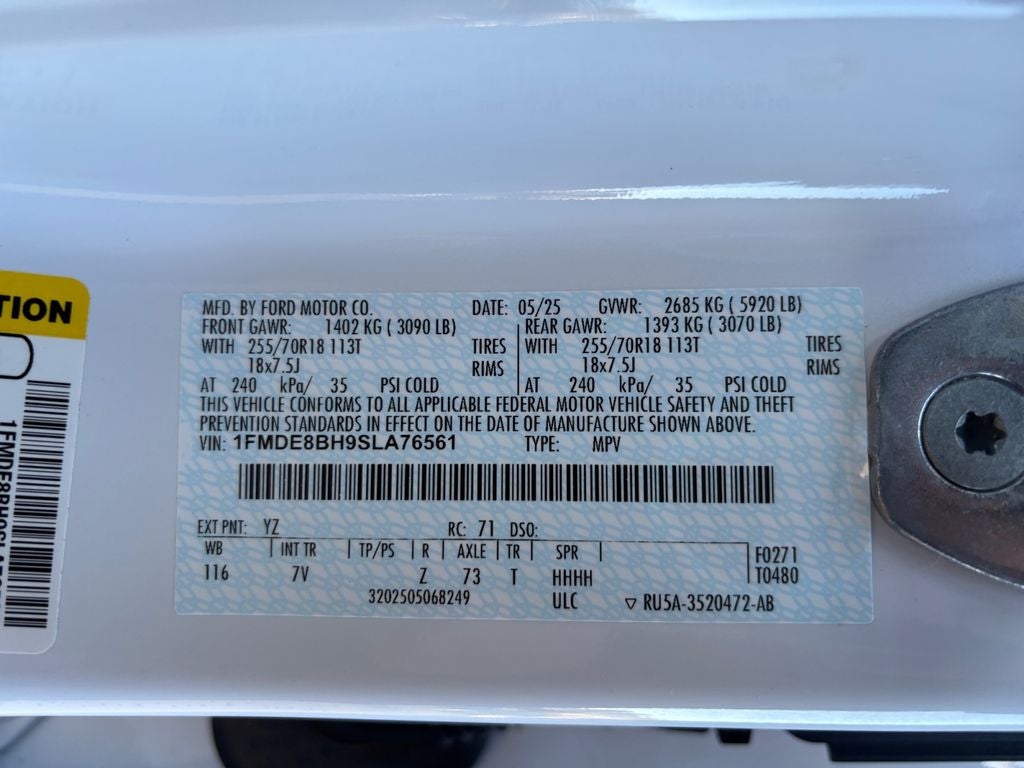 TION
1FMDE8BH9SLA
MFD. BY FORD MOTOR CO. DATE: 05/25 GVWR: 2685 KG ( 5920 LB)
FRONT GAWR: 1402 KG ( 3090 LB) REAR GAWR: 1393 KG ( 3070 LB)
WITH 255/70R18 113T TIRES WITH 255/70R18 113T TIRES
18x7.5J RIMS 18x7.5J RIMS
AT 240 kPa/ 35 PSI COLD AT 240 kPa/ 35 PSI COLD
THIS VEHICLE CONFORMS TO ALL APPLICABLE FEDERAL MOTOR VEHICLE SAFETY AND THEFT
PREVENTION STANDARDS IN EFFECT ON THE DATE OF MANUFACTURE SHOWN ABOVE.
VIN: 1FMDE8BH9SLA76561 TYPE: MPV
EXT PNT: YZ RC: 71 DSO:
WB INT TR TP/PS R AXLE TR SPR F0271
116 7V Z 73 T HHHH T0480
3202505068249 ULC ▽ RU5A-3520472-AB